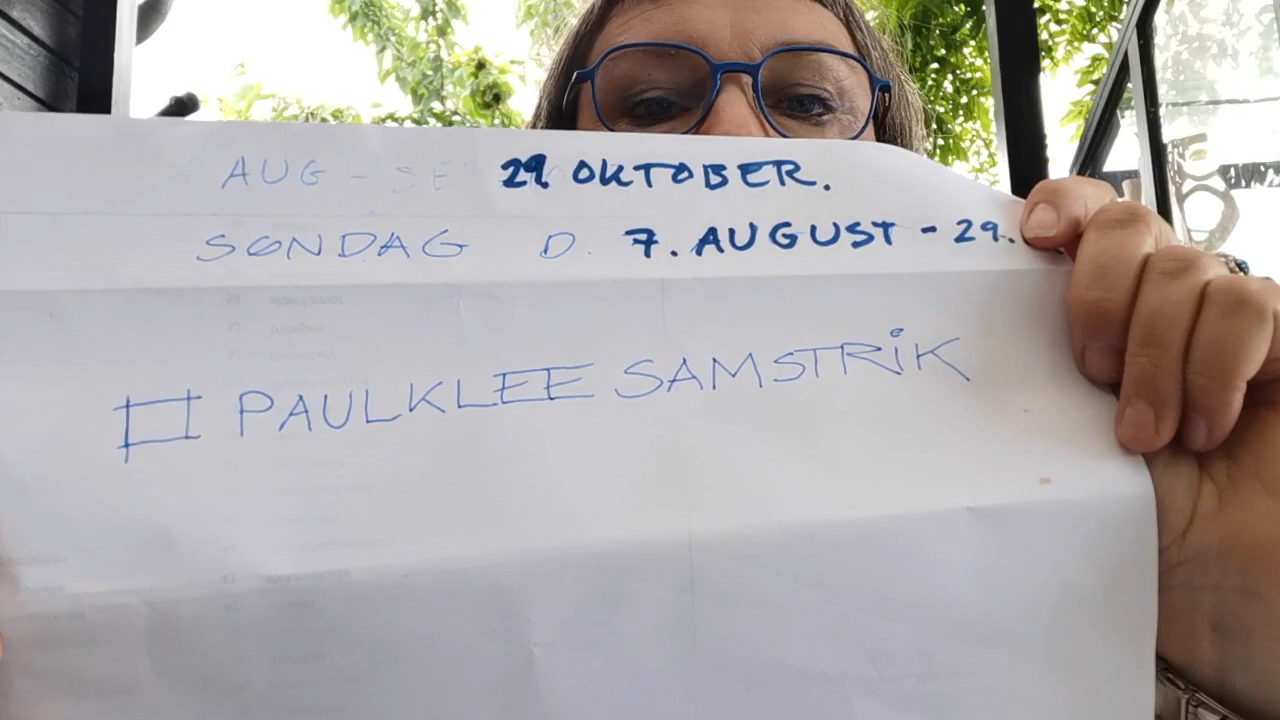 AUG - SE 29. OKTOBER.
SØNDAG D. 7. AUGUST - 29.
# PAULKLEE SAMSTRIK